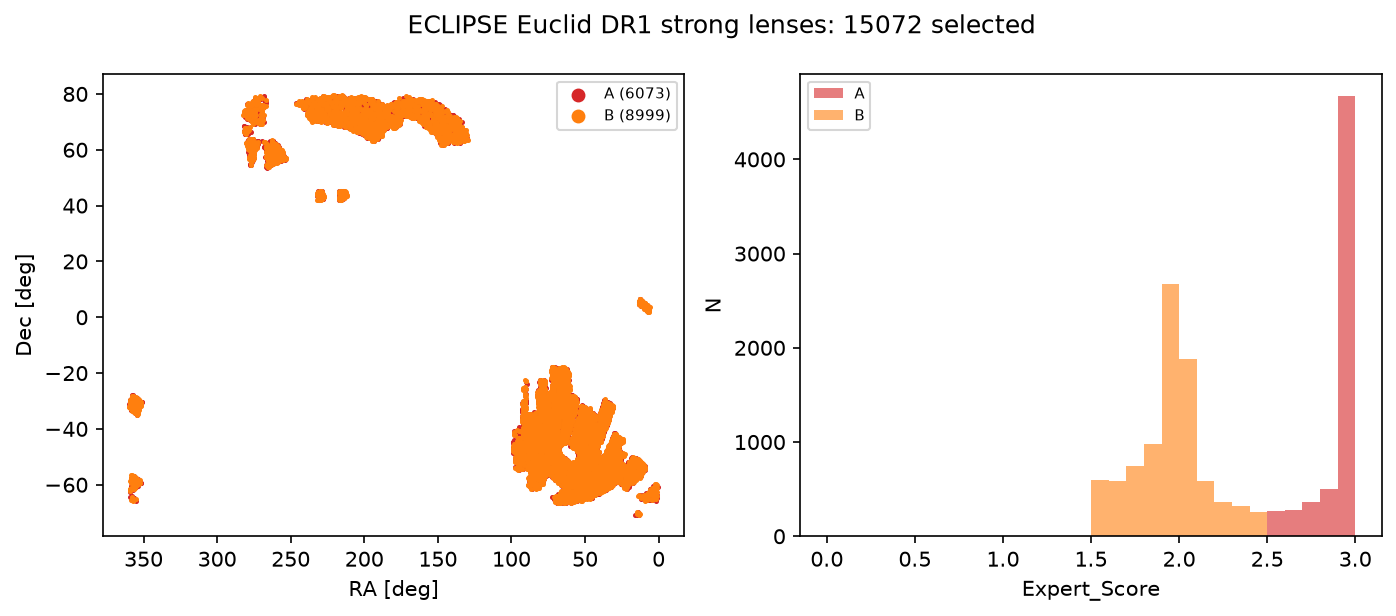 ECLIPSE Euclid DR1 strong lenses: 15072 selected
A (6073)
B (8999)
80
60
40
20
0
−20
−40
−60
Dec [deg]
350 300 250 200 150 100 50 0
RA [deg]
A
B
4000
3000
2000
1000
0
N
0.0 0.5 1.0 1.5 2.0 2.5 3.0
Expert_Score